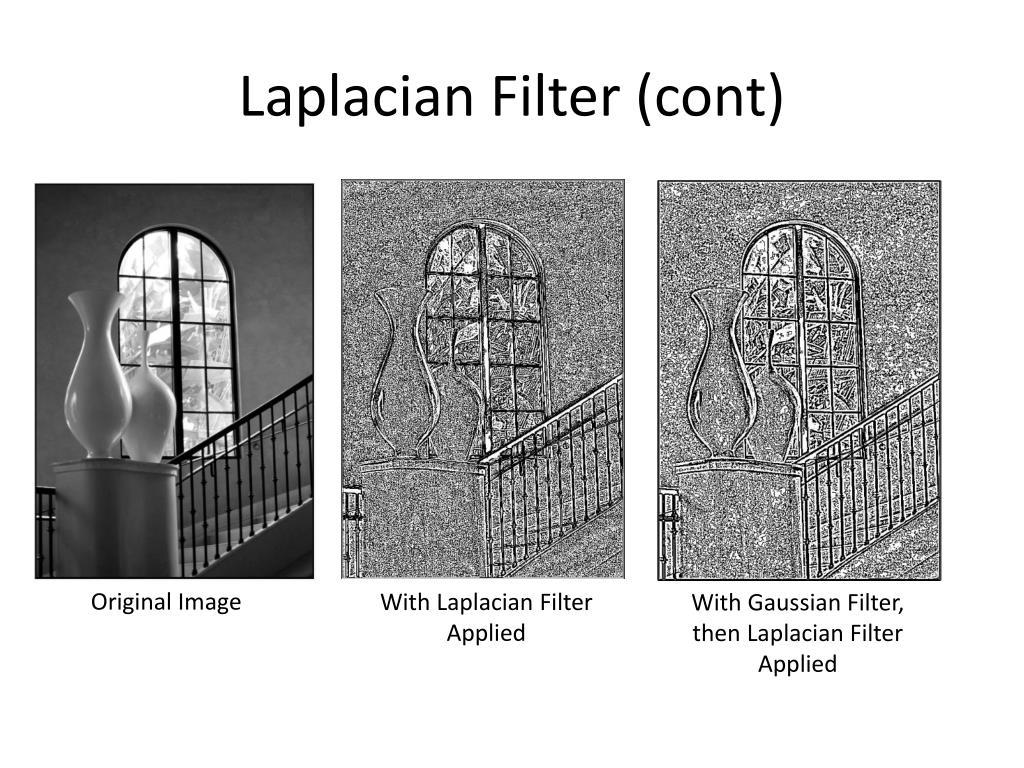 Laplacian Filter (cont)
Original Image
With Laplacian Filter
Applied
With Gaussian Filter,
then Laplacian Filter
Applied